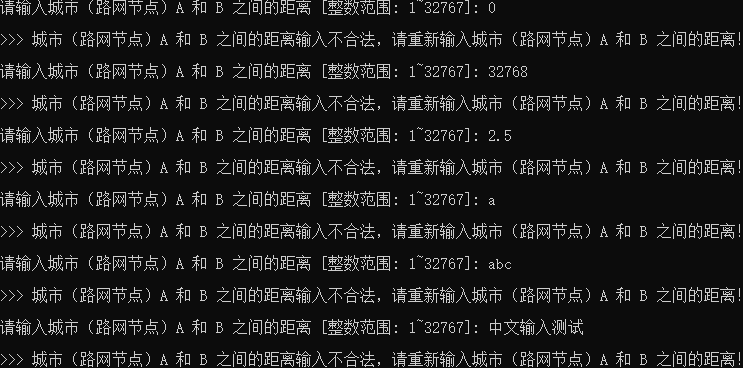 请输入城市（路网节点）A 和 B 之间的距离 [整数范围: 1~32767]: 0
>>> 城市（路网节点）A 和 B 之间的距离输入不合法，请重新输入城市（路网节点）A 和 B 之间的距离!
请输入城市（路网节点）A 和 B 之间的距离 [整数范围: 1~32767]: 32768
>>> 城市（路网节点）A 和 B 之间的距离输入不合法，请重新输入城市（路网节点）A 和 B 之间的距离!
请输入城市（路网节点）A 和 B 之间的距离 [整数范围: 1~32767]: 2.5
>>> 城市（路网节点）A 和 B 之间的距离输入不合法，请重新输入城市（路网节点）A 和 B 之间的距离!
请输入城市（路网节点）A 和 B 之间的距离 [整数范围: 1~32767]: a
>>> 城市（路网节点）A 和 B 之间的距离输入不合法，请重新输入城市（路网节点）A 和 B 之间的距离!
请输入城市（路网节点）A 和 B 之间的距离 [整数范围: 1~32767]: abc
>>> 城市（路网节点）A 和 B 之间的距离输入不合法，请重新输入城市（路网节点）A 和 B 之间的距离!
请输入城市（路网节点）A 和 B 之间的距离 [整数范围: 1~32767]: 中文输入测试
>>> 城市（路网节点）A 和 B 之间的距离输入不合法，请重新输入城市（路网节点）A 和 B 之间的距离!